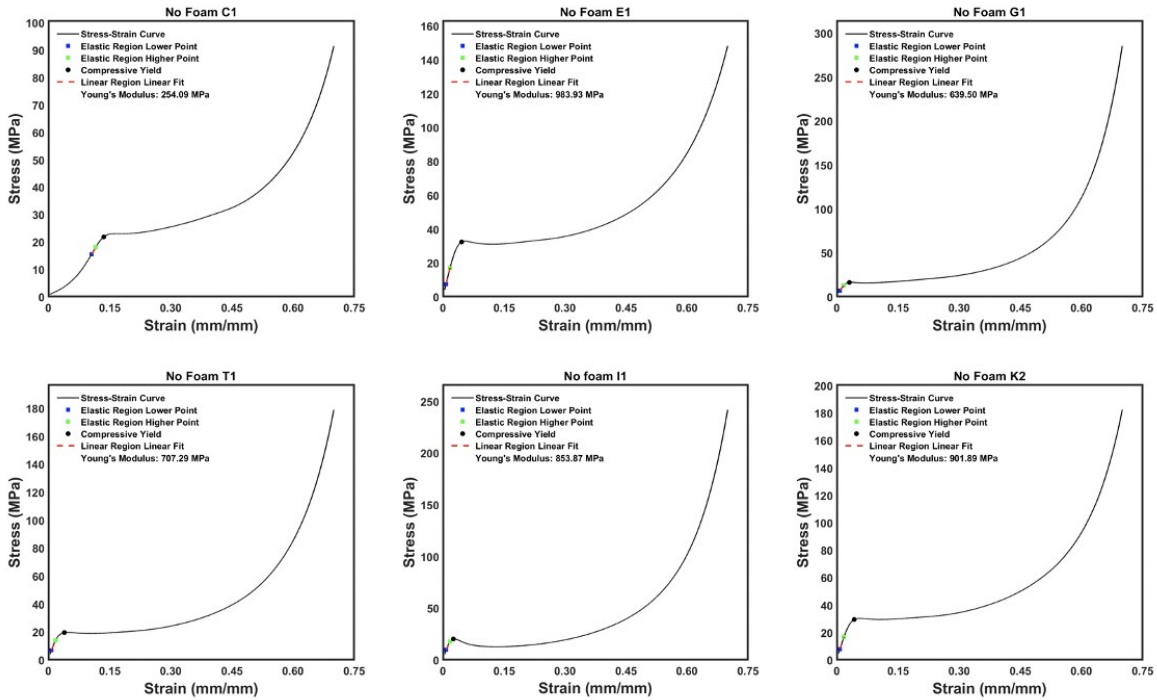 No Foam C1
100
90
80
70
60
50
40
30
20
10
0
Stress (MPa)
Stress-Strain Curve
Elastic Region Lower Point
Elastic Region Higher Point
Compressive Yield
Linear Region Linear Fit
Young's Modulus: 254.09 MPa
0 0.15 0.30 0.45 0.60 0.75
Strain (mm/mm)
No Foam E1
160
140
120
100
80
60
40
20
0
Stress (MPa)
Stress-Strain Curve
Elastic Region Lower Point
Elastic Region Higher Point
Compressive Yield
Linear Region Linear Fit
Young's Modulus: 983.93 MPa
0 0.15 0.30 0.45 0.60 0.75
Strain (mm/mm)
No Foam G1
300
250
200
150
100
50
0
Stress (MPa)
Stress-Strain Curve
Elastic Region Lower Point
Elastic Region Higher Point
Compressive Yield
Linear Region Linear Fit
Young's Modulus: 639.50 MPa
0 0.15 0.30 0.45 0.60 0.75
Strain (mm/mm)
No Foam T1
180
160
140
120
100
80
60
40
20
0
Stress (MPa)
Stress-Strain Curve
Elastic Region Lower Point
Elastic Region Higher Point
Compressive Yield
Linear Region Linear Fit
Young's Modulus: 707.29 MPa
0 0.15 0.30 0.45 0.60 0.75
Strain (mm/mm)
No foam I1
250
200
150
100
50
0
Stress (MPa)
Stress-Strain Curve
Elastic Region Lower Point
Elastic Region Higher Point
Compressive Yield
Linear Region Linear Fit
Young's Modulus: 853.87 MPa
0 0.15 0.30 0.45 0.60 0.75
Strain (mm/mm)
No Foam K2
200
180
160
140
120
100
80
60
40
20
0
Stress (MPa)
Stress-Strain Curve
Elastic Region Lower Point
Elastic Region Higher Point
Compressive Yield
Linear Region Linear Fit
Young's Modulus: 901.89 MPa
0 0.15 0.30 0.45 0.60 0.75
Strain (mm/mm)